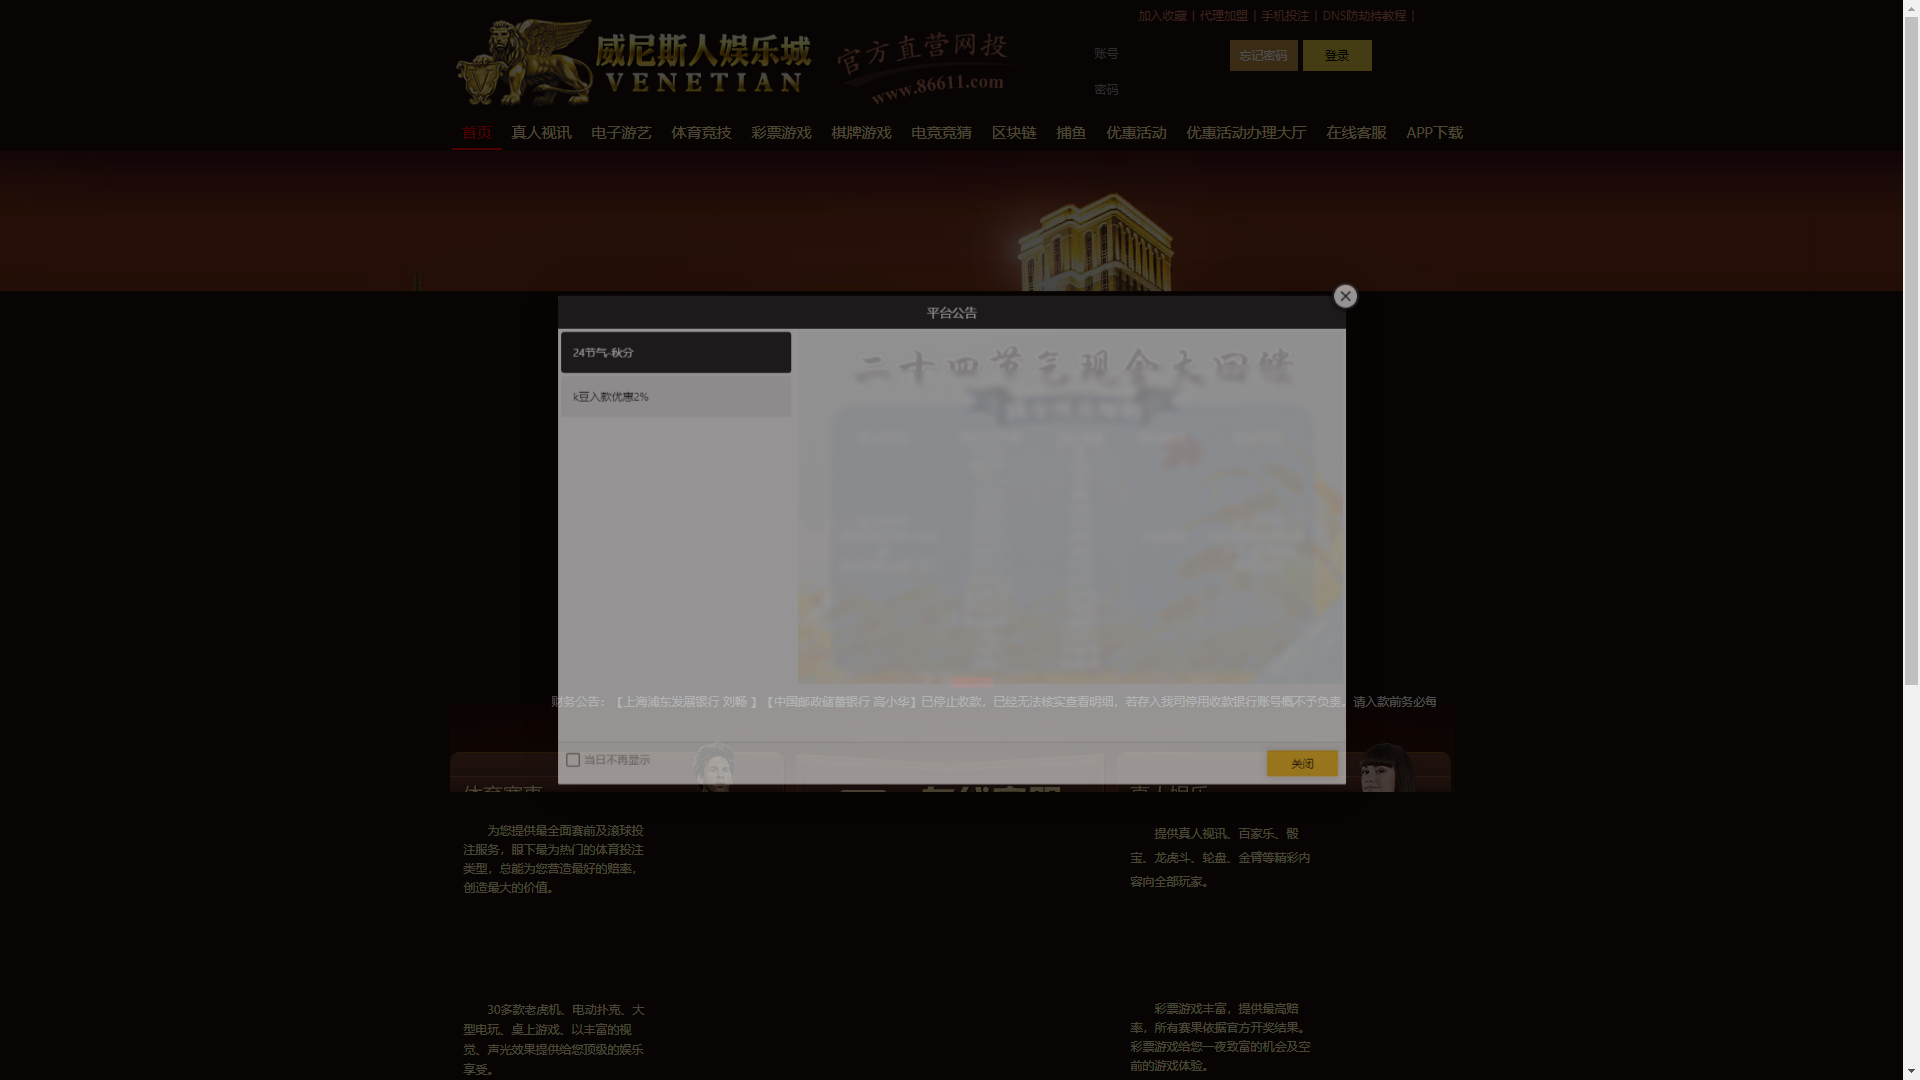 加入收藏 | 代理加盟 | 手机投注 | DNS防劫持教程 |
威尼斯人娱乐城
VENETIAN
官方直营网投
www.86611.com
账号
忘记密码
登录
密码
首页 真人视讯 电子游艺 体育竞技 彩票游戏 棋牌游戏 电竞竞猜 区块链 捕鱼 优惠活动 优惠活动办理大厅 在线客服 APP下载
平台公告
24节气-秋分
k豆入款优惠2%
二十四节气现金大回馈
财务公告：【上海浦东发展银行 刘畅 】【中国邮政储蓄银行 高小华】已停止收款，已经无法核实查看明细，若存入我司停用收款银行账号概不予负责。请入款前务必每
当日不再显示
关闭
体育赛事
在线客服
真人娱乐
为您提供最全面赛前及滚球投
注服务，眼下最为热门的体育投注
类型，总能为您营造最好的赔率，
创造最大的价值。
提供真人视讯、百家乐、骰
宝、龙虎斗、轮盘、金臂等精彩内
容向全部玩家。
30多款老虎机、电动扑克、大
型电玩、桌上游戏、以丰富的视
觉、声光效果提供给您顶级的娱乐
享受。
彩票游戏丰富，提供最高赔
率，所有赛果依据官方开奖结果。
彩票游戏给您一夜致富的机会及空
前的游戏体验。